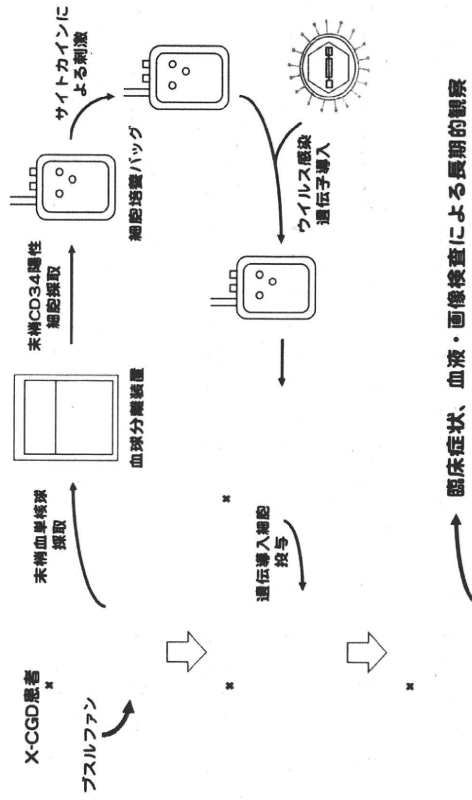 X-CGD患者
ブスルファン
末梢血単核球
採取
血球分離装置
末梢CD34陽性
細胞採取
細胞培養バッグ
サイトカインに
よる刺激
ウイルス感染
遺伝子導入
遺伝導入細胞
投与
臨床症状、血液・画像検査による長期的観察